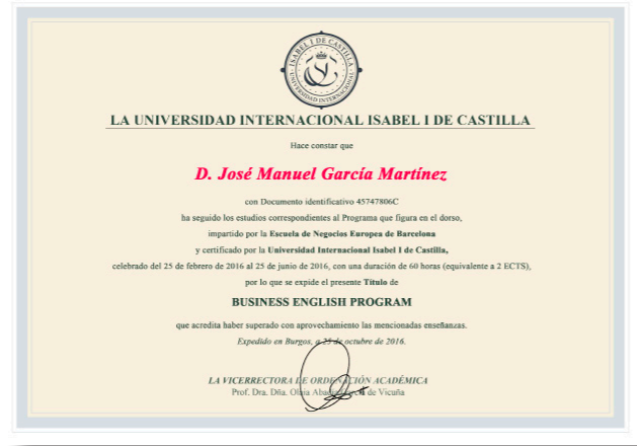 ISABEL I DE CASTILLA
UNIVERSIDAD INTERNACIONAL
LA UNIVERSIDAD INTERNACIONAL ISABEL I DE CASTILLA
Hace constar que
D. José Manuel García Martínez
con Documento identificativo 45747806C
ha seguido los estudios correspondientes al Programa que figura en el dorso,
impartido por la Escuela de Negocios Europea de Barcelona
y certificado por la Universidad Internacional Isabel I de Castilla,
celebrado del 25 de febrero de 2016 al 25 de junio de 2016, con una duración de 60 horas (equivalente a 2 ECTS),
por lo que se expide el presente Título de
BUSINESS ENGLISH PROGRAM
que acredita haber superado con aprovechamiento las mencionadas enseñanzas.
Expedido en Burgos, a 25 de octubre de 2016.
LA VICERRECTORA DE ORDENACIÓN ACADÉMICA
Prof. Dra. Dña. de Vicuña